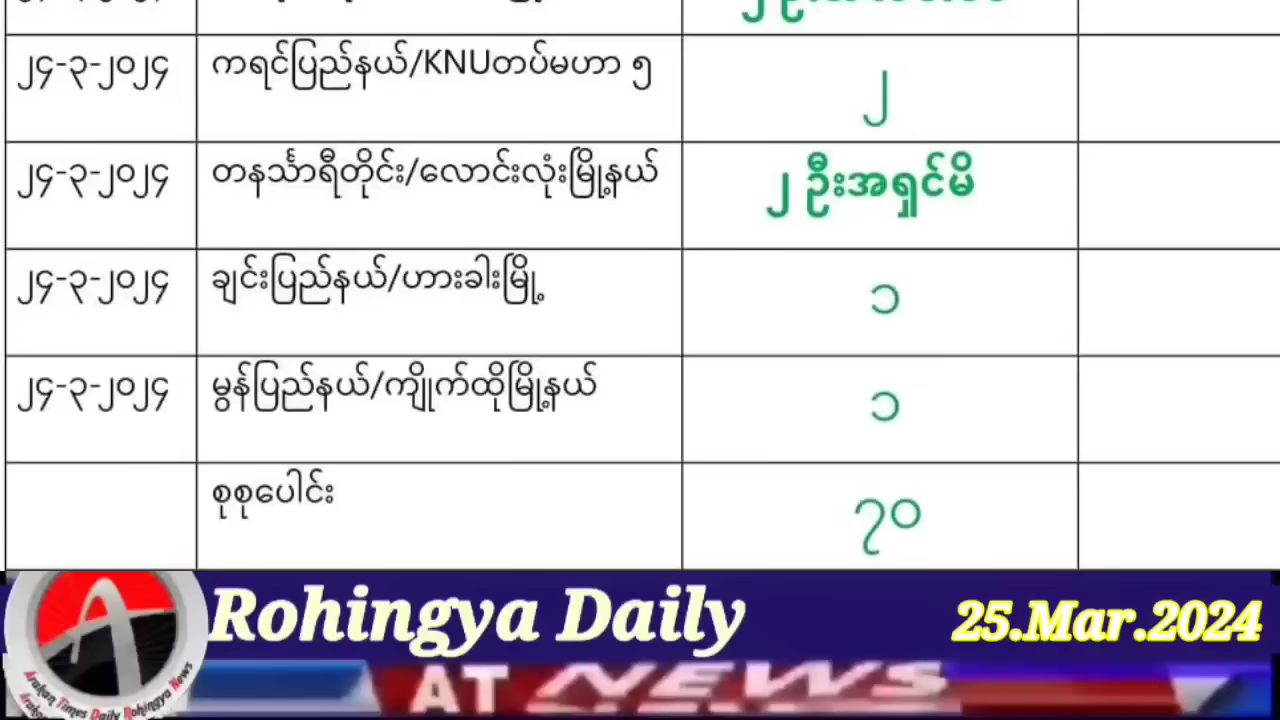 ၂၄-၃-၂၀၂၄ ကရင်ပြည်နယ်/KNUတပ်မဟာ ၅ ၂
၂၄-၃-၂၀၂၄ တနင်္သာရီတိုင်း/လောင်းလုံးမြို့နယ် ၂ ဦးအရှင်မိ
၂၄-၃-၂၀၂၄ ချင်းပြည်နယ်/ဟားခါးမြို့ ၁
၂၄-၃-၂၀၂၄ မွန်ပြည်နယ်/ကျိုက်ထိုမြို့နယ် ၁
စုစုပေါင်း ၇၀
Rohingya Daily 25.Mar.2024
AT NEWS
Arakan Times Daily Rohingya News